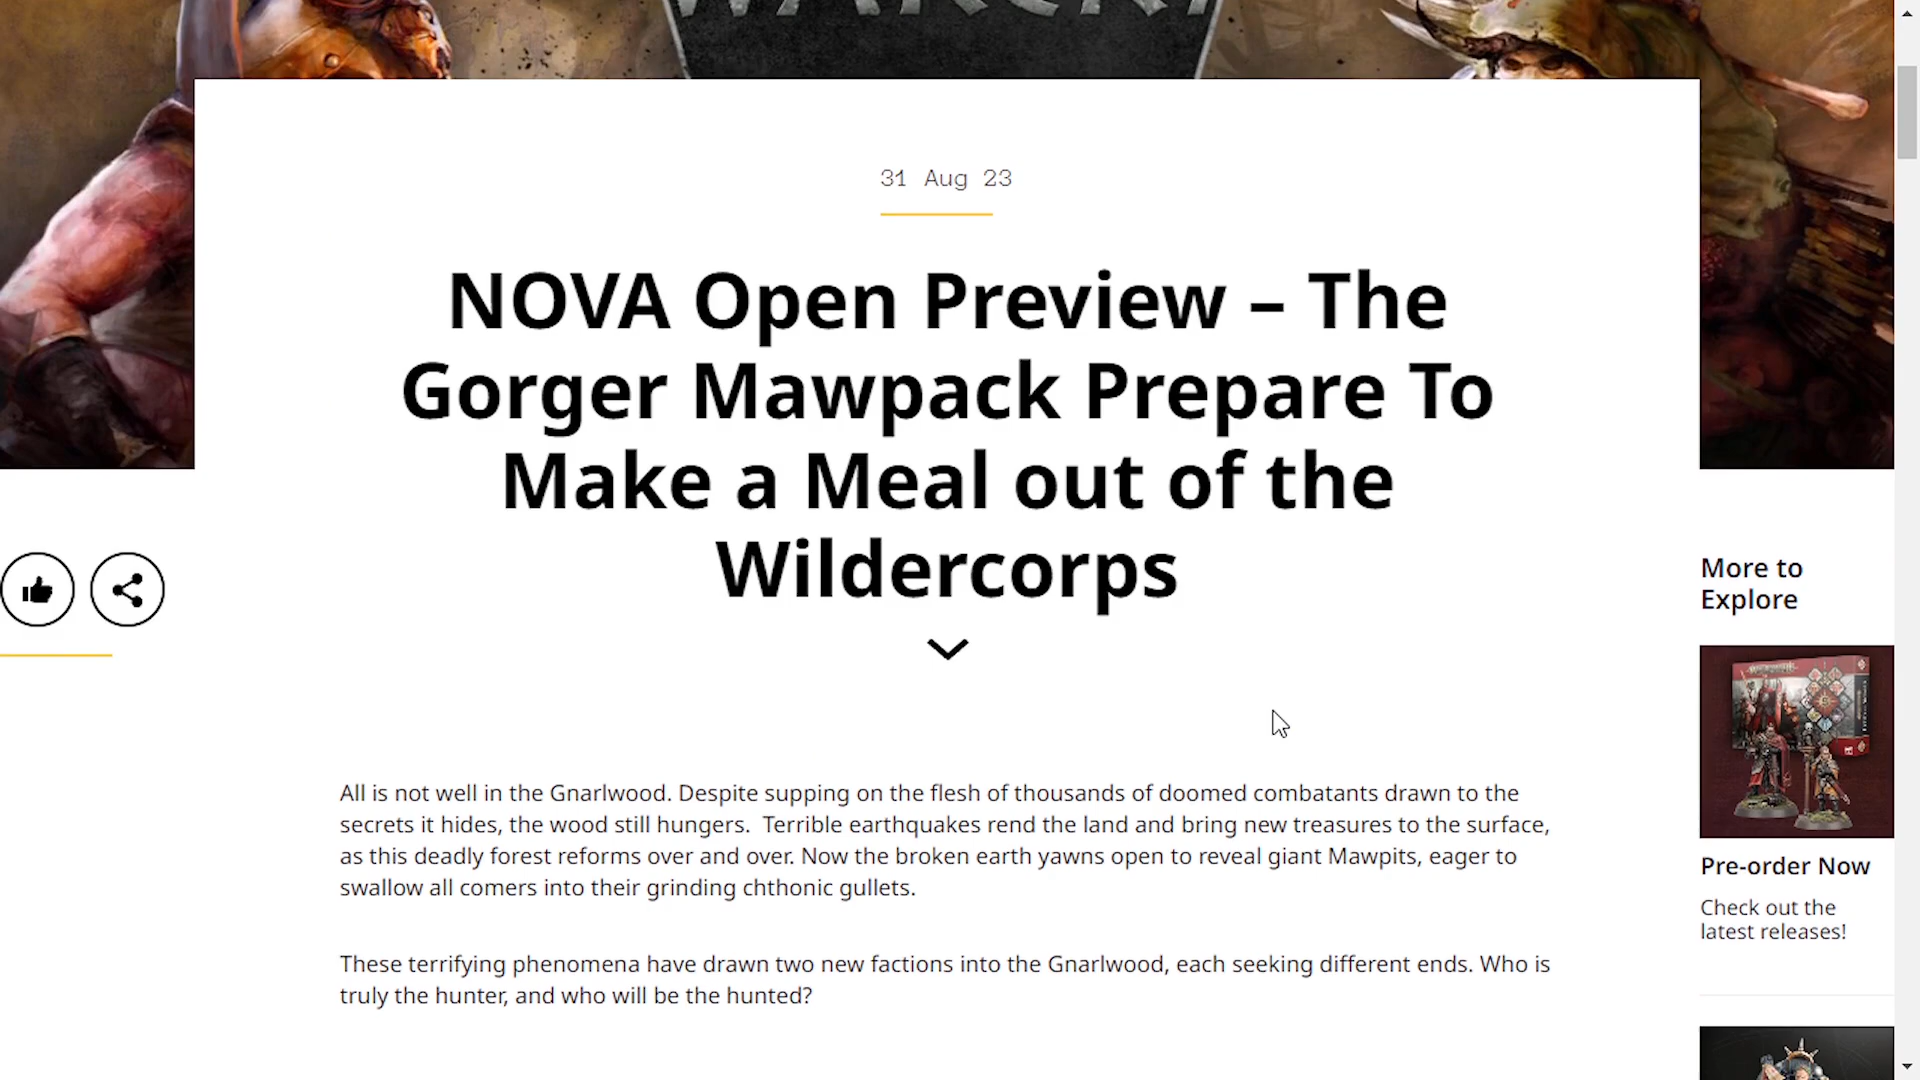 31 Aug 23
NOVA Open Preview – The
Gorger Mawpack Prepare To
Make a Meal out of the
Wildercorps
All is not well in the Gnarlwood. Despite supping on the flesh of thousands of doomed combatants drawn to the
secrets it hides, the wood still hungers.  Terrible earthquakes rend the land and bring new treasures to the surface,
as this deadly forest reforms over and over. Now the broken earth yawns open to reveal giant Mawpits, eager to
swallow all comers into their grinding chthonic gullets.
These terrifying phenomena have drawn two new factions into the Gnarlwood, each seeking different ends. Who is
truly the hunter, and who will be the hunted?
More to
Explore
Pre-order Now
Check out the
latest releases!